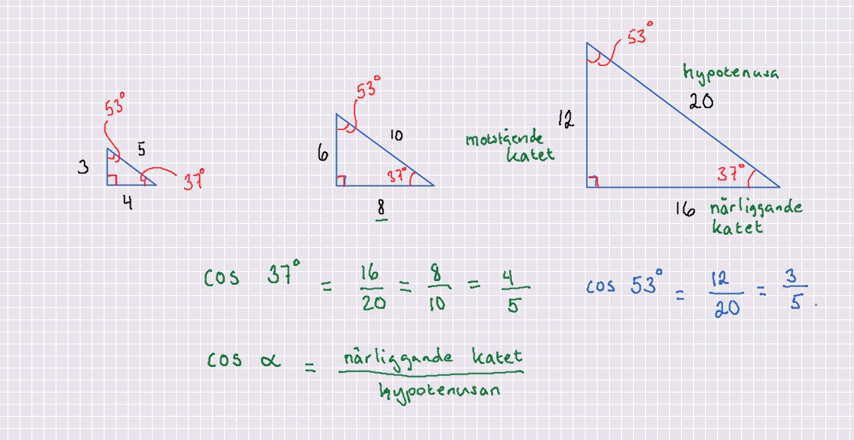 53°
3
5
37°
4
53°
6
10
37°
8
53°
hypotenusa
20
12
motstående
katet
37°
16 närliggande
katet
cos 37° = 16/20 = 8/10 = 4/5
cos 53° = 12/20 = 3/5.
cos α = närliggande katet
hypotenusan